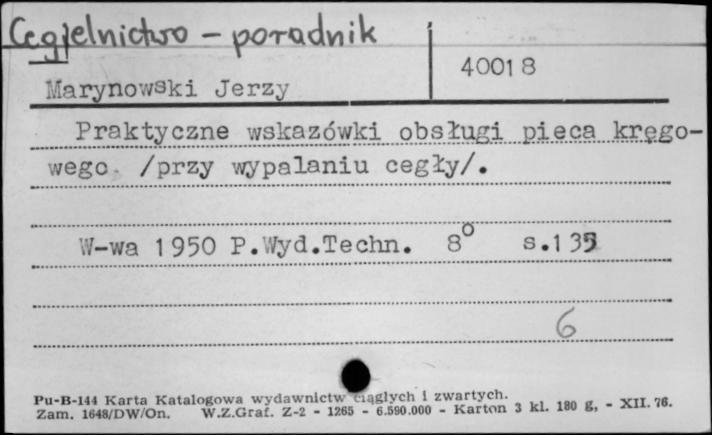 Cegielnictwo – poradnik
40018
Marynowski Jerzy
Praktyczne wskazówki obsługi pieca kręgo-
wego. /przy wypalaniu cegły/.
W-wa 1950 P.Wyd.Techn. 8° s.135
6
Pu-B-144 Karta Katalogowa wydawnictw ciągłych i zwartych.
Zam. 1648/DW/On. W.Z.Graf. Z-2 - 1265 - 6.590.000 - Karton 3 kl. 180 g, - XII. 76.